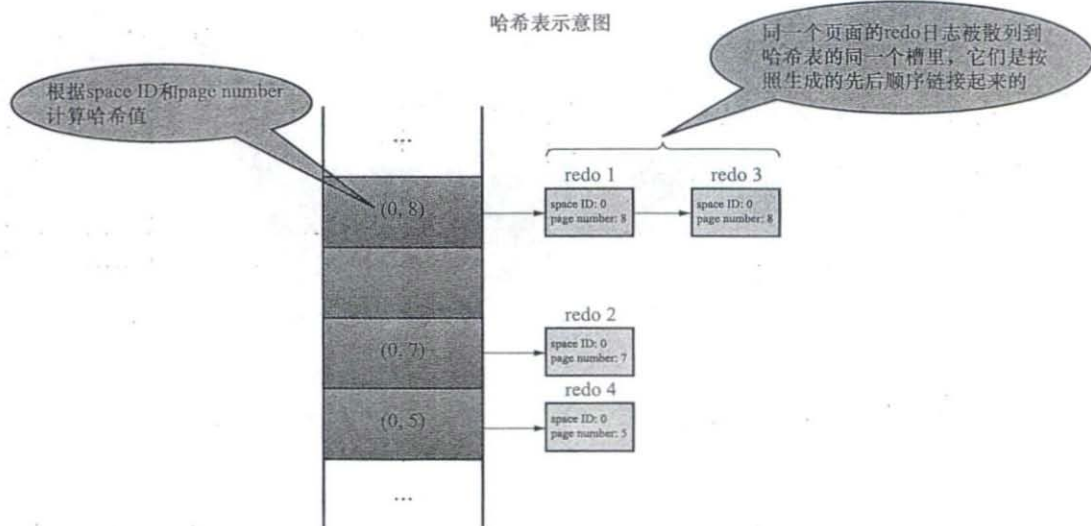 哈希表示意图
同一个页面的redo日志被散列到
哈希表的同一个槽里，它们是按
照生成的先后顺序链接起来的
根据space ID和page number
计算哈希值
...
redo 1
redo 3
(0, 8)
space ID: 0
page number: 8
space ID: 0
page number: 8
redo 2
(0, 7)
space ID: 0
page number: 7
redo 4
(0, 5)
space ID: 0
page number: 5
...